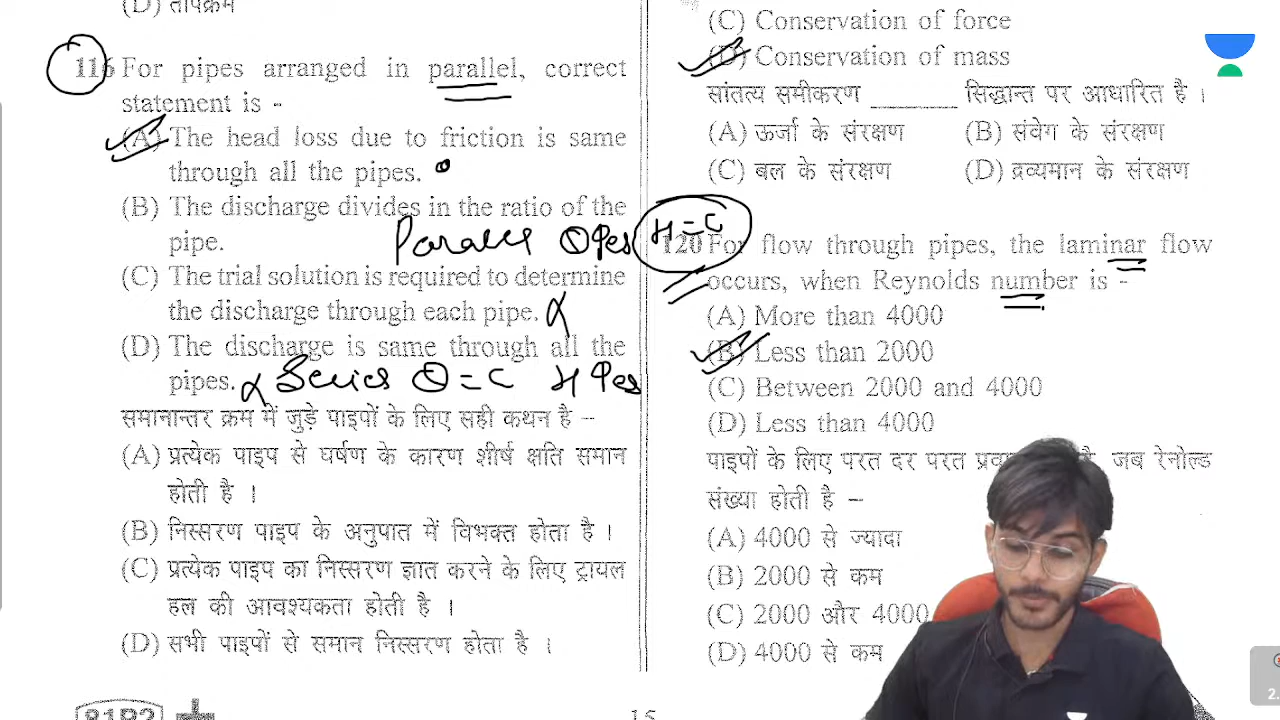 (D) तापक्रम
116 For pipes arranged in parallel, correct
statement is -
(A) The head loss due to friction is same
through all the pipes.
(B) The discharge divides in the ratio of the
pipe.
(C) The trial solution is required to determine
the discharge through each pipe.
(D) The discharge is same through all the
pipes.
Series Q = C H
समानान्तर क्रम में जुड़े पाइपों के लिए सही कथन है –
(A) प्रत्येक पाइप से घर्षण के कारण शीर्ष क्षति समान
होती है ।
(B) निस्सरण पाइप के अनुपात में विभक्त होता है ।
(C) प्रत्येक पाइप का निस्सरण ज्ञात करने के लिए ट्रायल
हल की आवश्यकता होती है ।
(D) सभी पाइपों से समान निस्सरण होता है ।
81P2
15
(C) Conservation of force
(D) Conservation of mass
सांतत्य समीकरण ________ सिद्धान्त पर आधारित है ।
(A) ऊर्जा के संरक्षण (B) संवेग के संरक्षण
(C) बल के संरक्षण (D) द्रव्यमान के संरक्षण
H = C
120 For flow through pipes, the laminar flow
occurs, when Reynolds number is -
(A) More than 4000
(B) Less than 2000
(C) Between 2000 and 4000
(D) Less than 4000
पाइपों के लिए परत दर परत जब रेनोल्ड
संख्या होती है –
(A) 4000 से ज्यादा
(B) 2000 से कम
(C) 2000 और 4000
(D) 4000 से कम
2.